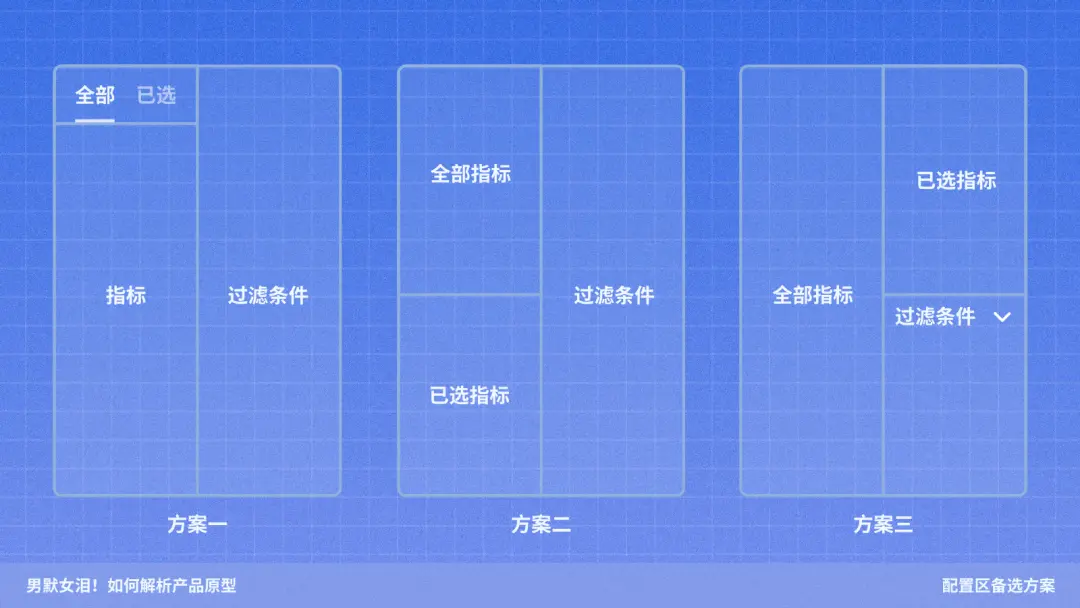 全部 已选
指标
过滤条件
方案一
全部指标
已选指标
过滤条件
方案二
全部指标
已选指标
过滤条件
方案三
男默女泪！如何解析产品原型
配置区备选方案